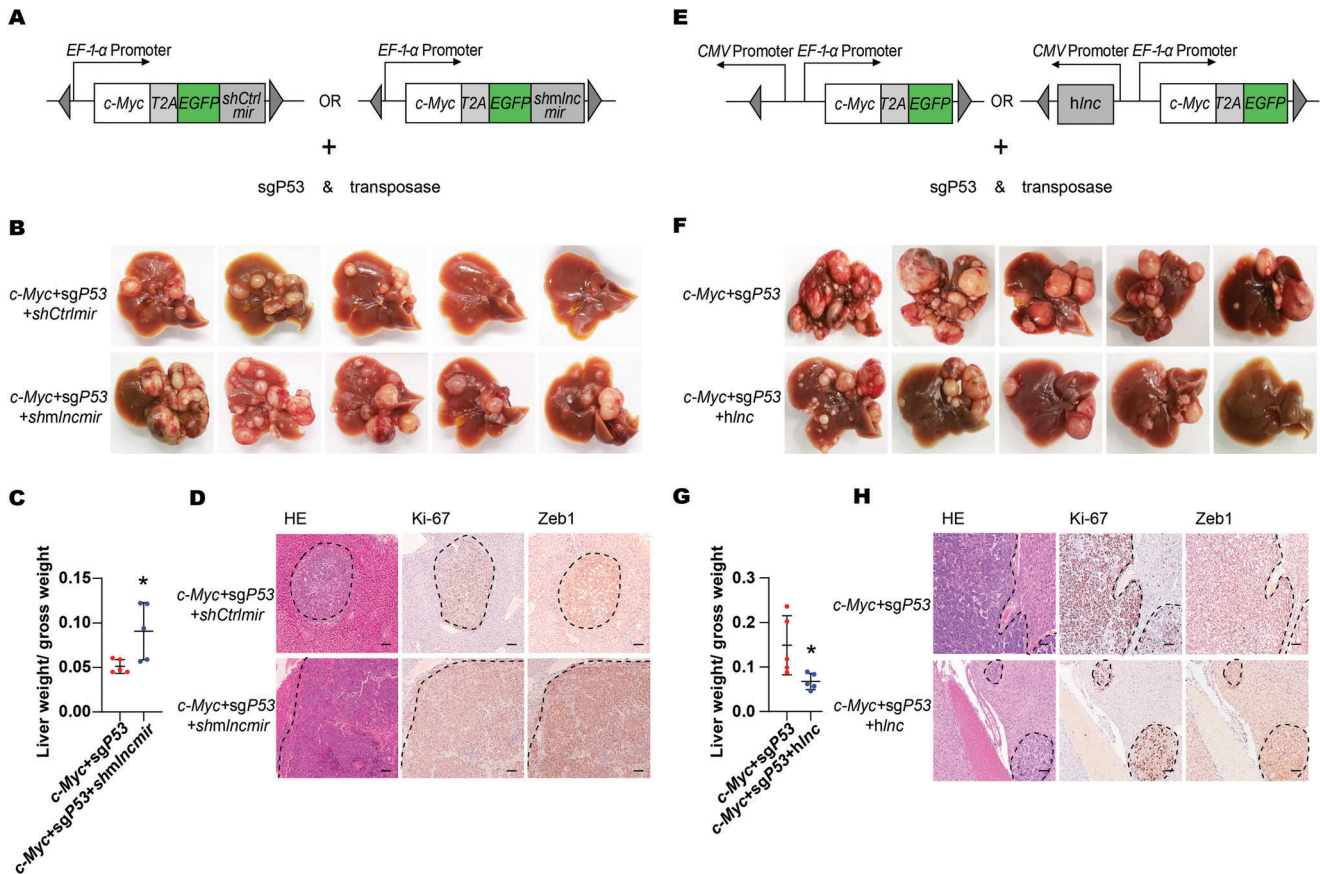 A
EF-1-α Promoter
EF-1-α Promoter
c-Myc T2A EGFP shCtrl mir
OR
c-Myc T2A EGFP shmlnc mir
+
sgP53 & transposase
B
c-Myc+sgP53
+shCtrlmir
c-Myc+sgP53
+shmlncmir
C
Liver weight/ gross weight
0.15
0.10
0.05
0.00
*
c-Myc+sgP53
c-Myc+sgP53+shmlncmir
D
HE Ki-67 Zeb1
c-Myc+sgP53
+shCtrlmir
c-Myc+sgP53
+shmlncmir
E
CMV Promoter EF-1-α Promoter
CMV Promoter EF-1-α Promoter
c-Myc T2A EGFP
OR
hlnc
c-Myc T2A EGFP
+
sgP53 & transposase
F
c-Myc+sgP53
c-Myc+sgP53
+hlnc
G
Liver weight/ gross weight
0.3
0.2
0.1
0.0
*
c-Myc+sgP53
c-Myc+sgP53+hlnc
H
HE Ki-67 Zeb1
c-Myc+sgP53
c-Myc+sgP53
+hlnc